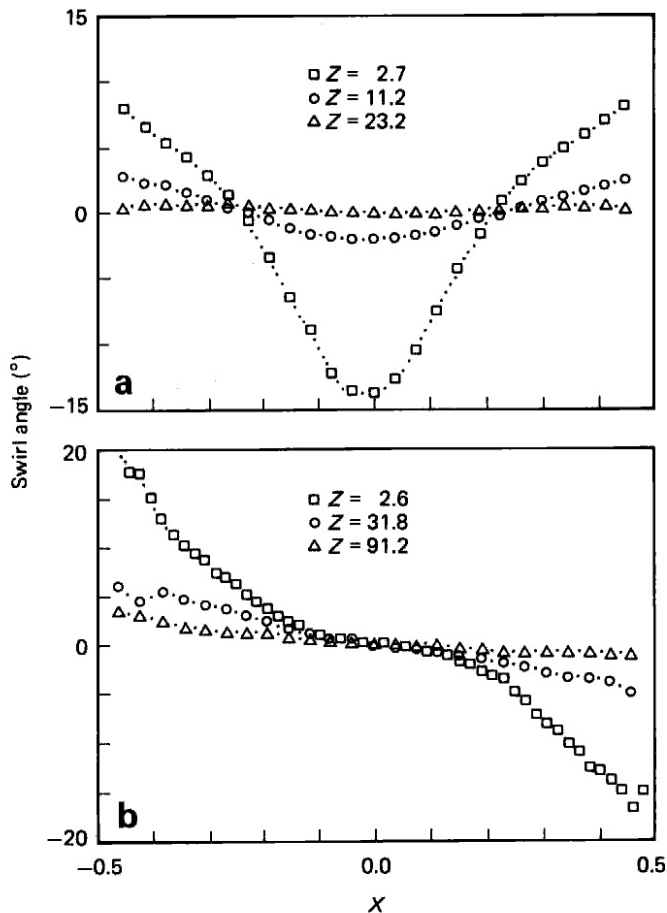 15
□ Z = 2.7
○ Z = 11.2
△ Z = 23.2
0
a
−15
Swirl angle (°)
20
□ Z = 2.6
○ Z = 31.8
△ Z = 91.2
0
b
−20
−0.5
0.0
0.5
X